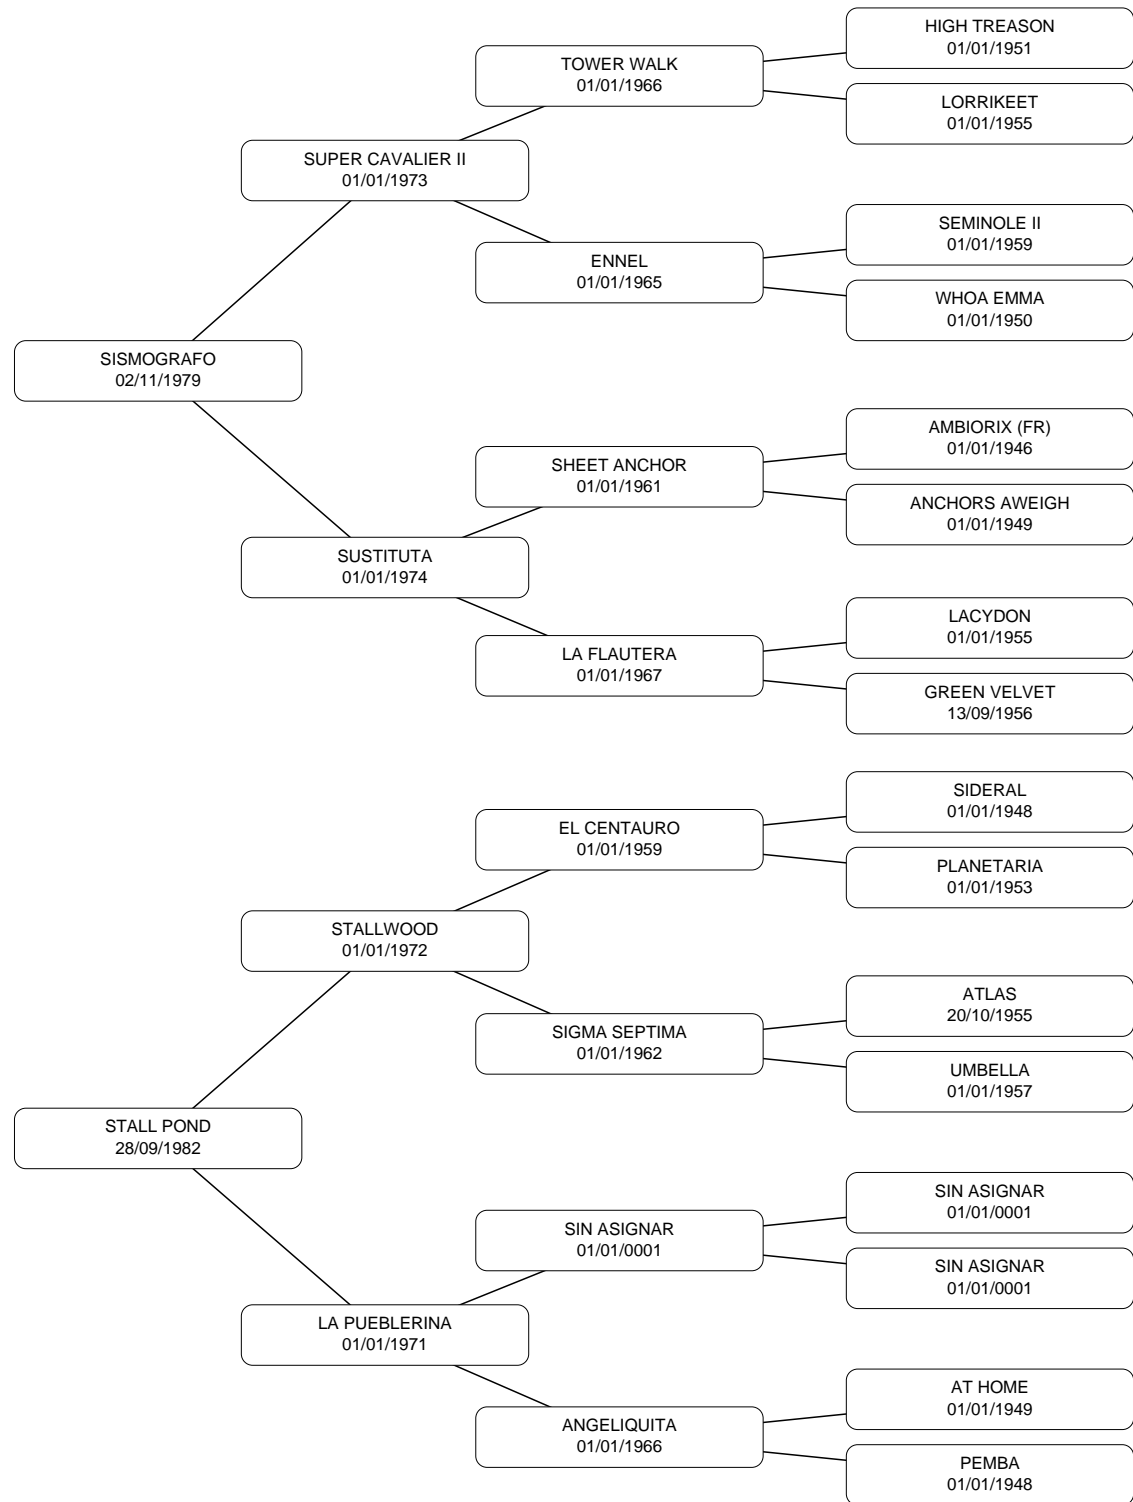 HIGH TREASON
01/01/1951
TOWER WALK
01/01/1966
LORRIKEET
01/01/1955
SUPER CAVALIER II
01/01/1973
SEMINOLE II
01/01/1959
ENNEL
01/01/1965
WHOA EMMA
01/01/1950
SISMOGRAFO
02/11/1979
AMBIORIX (FR)
01/01/1946
SHEET ANCHOR
01/01/1961
ANCHORS AWEIGH
01/01/1949
SUSTITUTA
01/01/1974
LACYDON
01/01/1955
LA FLAUTERA
01/01/1967
GREEN VELVET
13/09/1956
SIDERAL
01/01/1948
EL CENTAURO
01/01/1959
PLANETARIA
01/01/1953
STALLWOOD
01/01/1972
ATLAS
20/10/1955
SIGMA SEPTIMA
01/01/1962
UMBELLA
01/01/1957
STALL POND
28/09/1982
SIN ASIGNAR
01/01/0001
SIN ASIGNAR
01/01/0001
SIN ASIGNAR
01/01/0001
LA PUEBLERINA
01/01/1971
AT HOME
01/01/1949
ANGELIQUITA
01/01/1966
PEMBA
01/01/1948